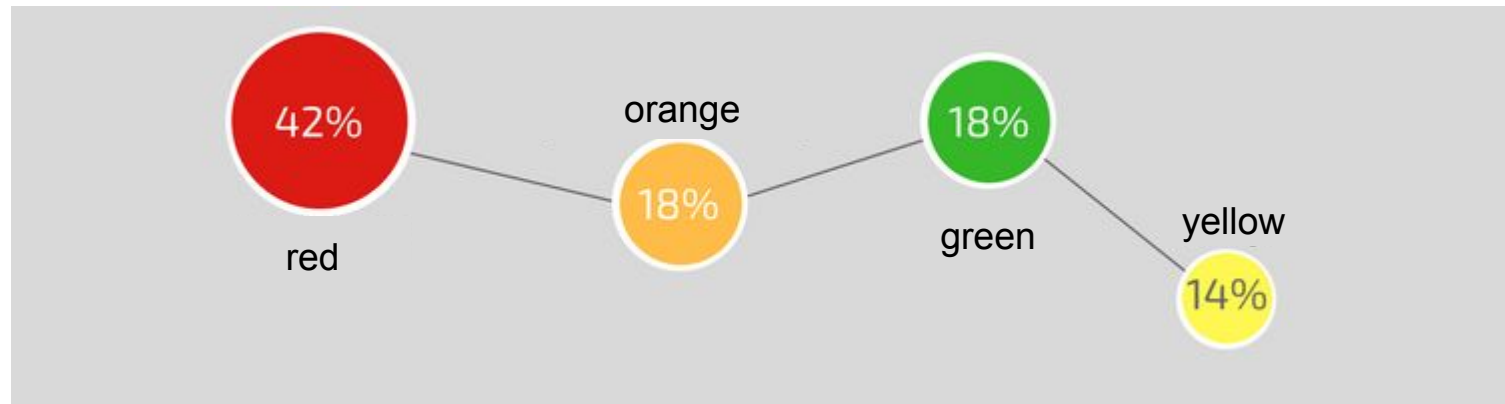 42%
red
orange
18%
18%
green
yellow
14%